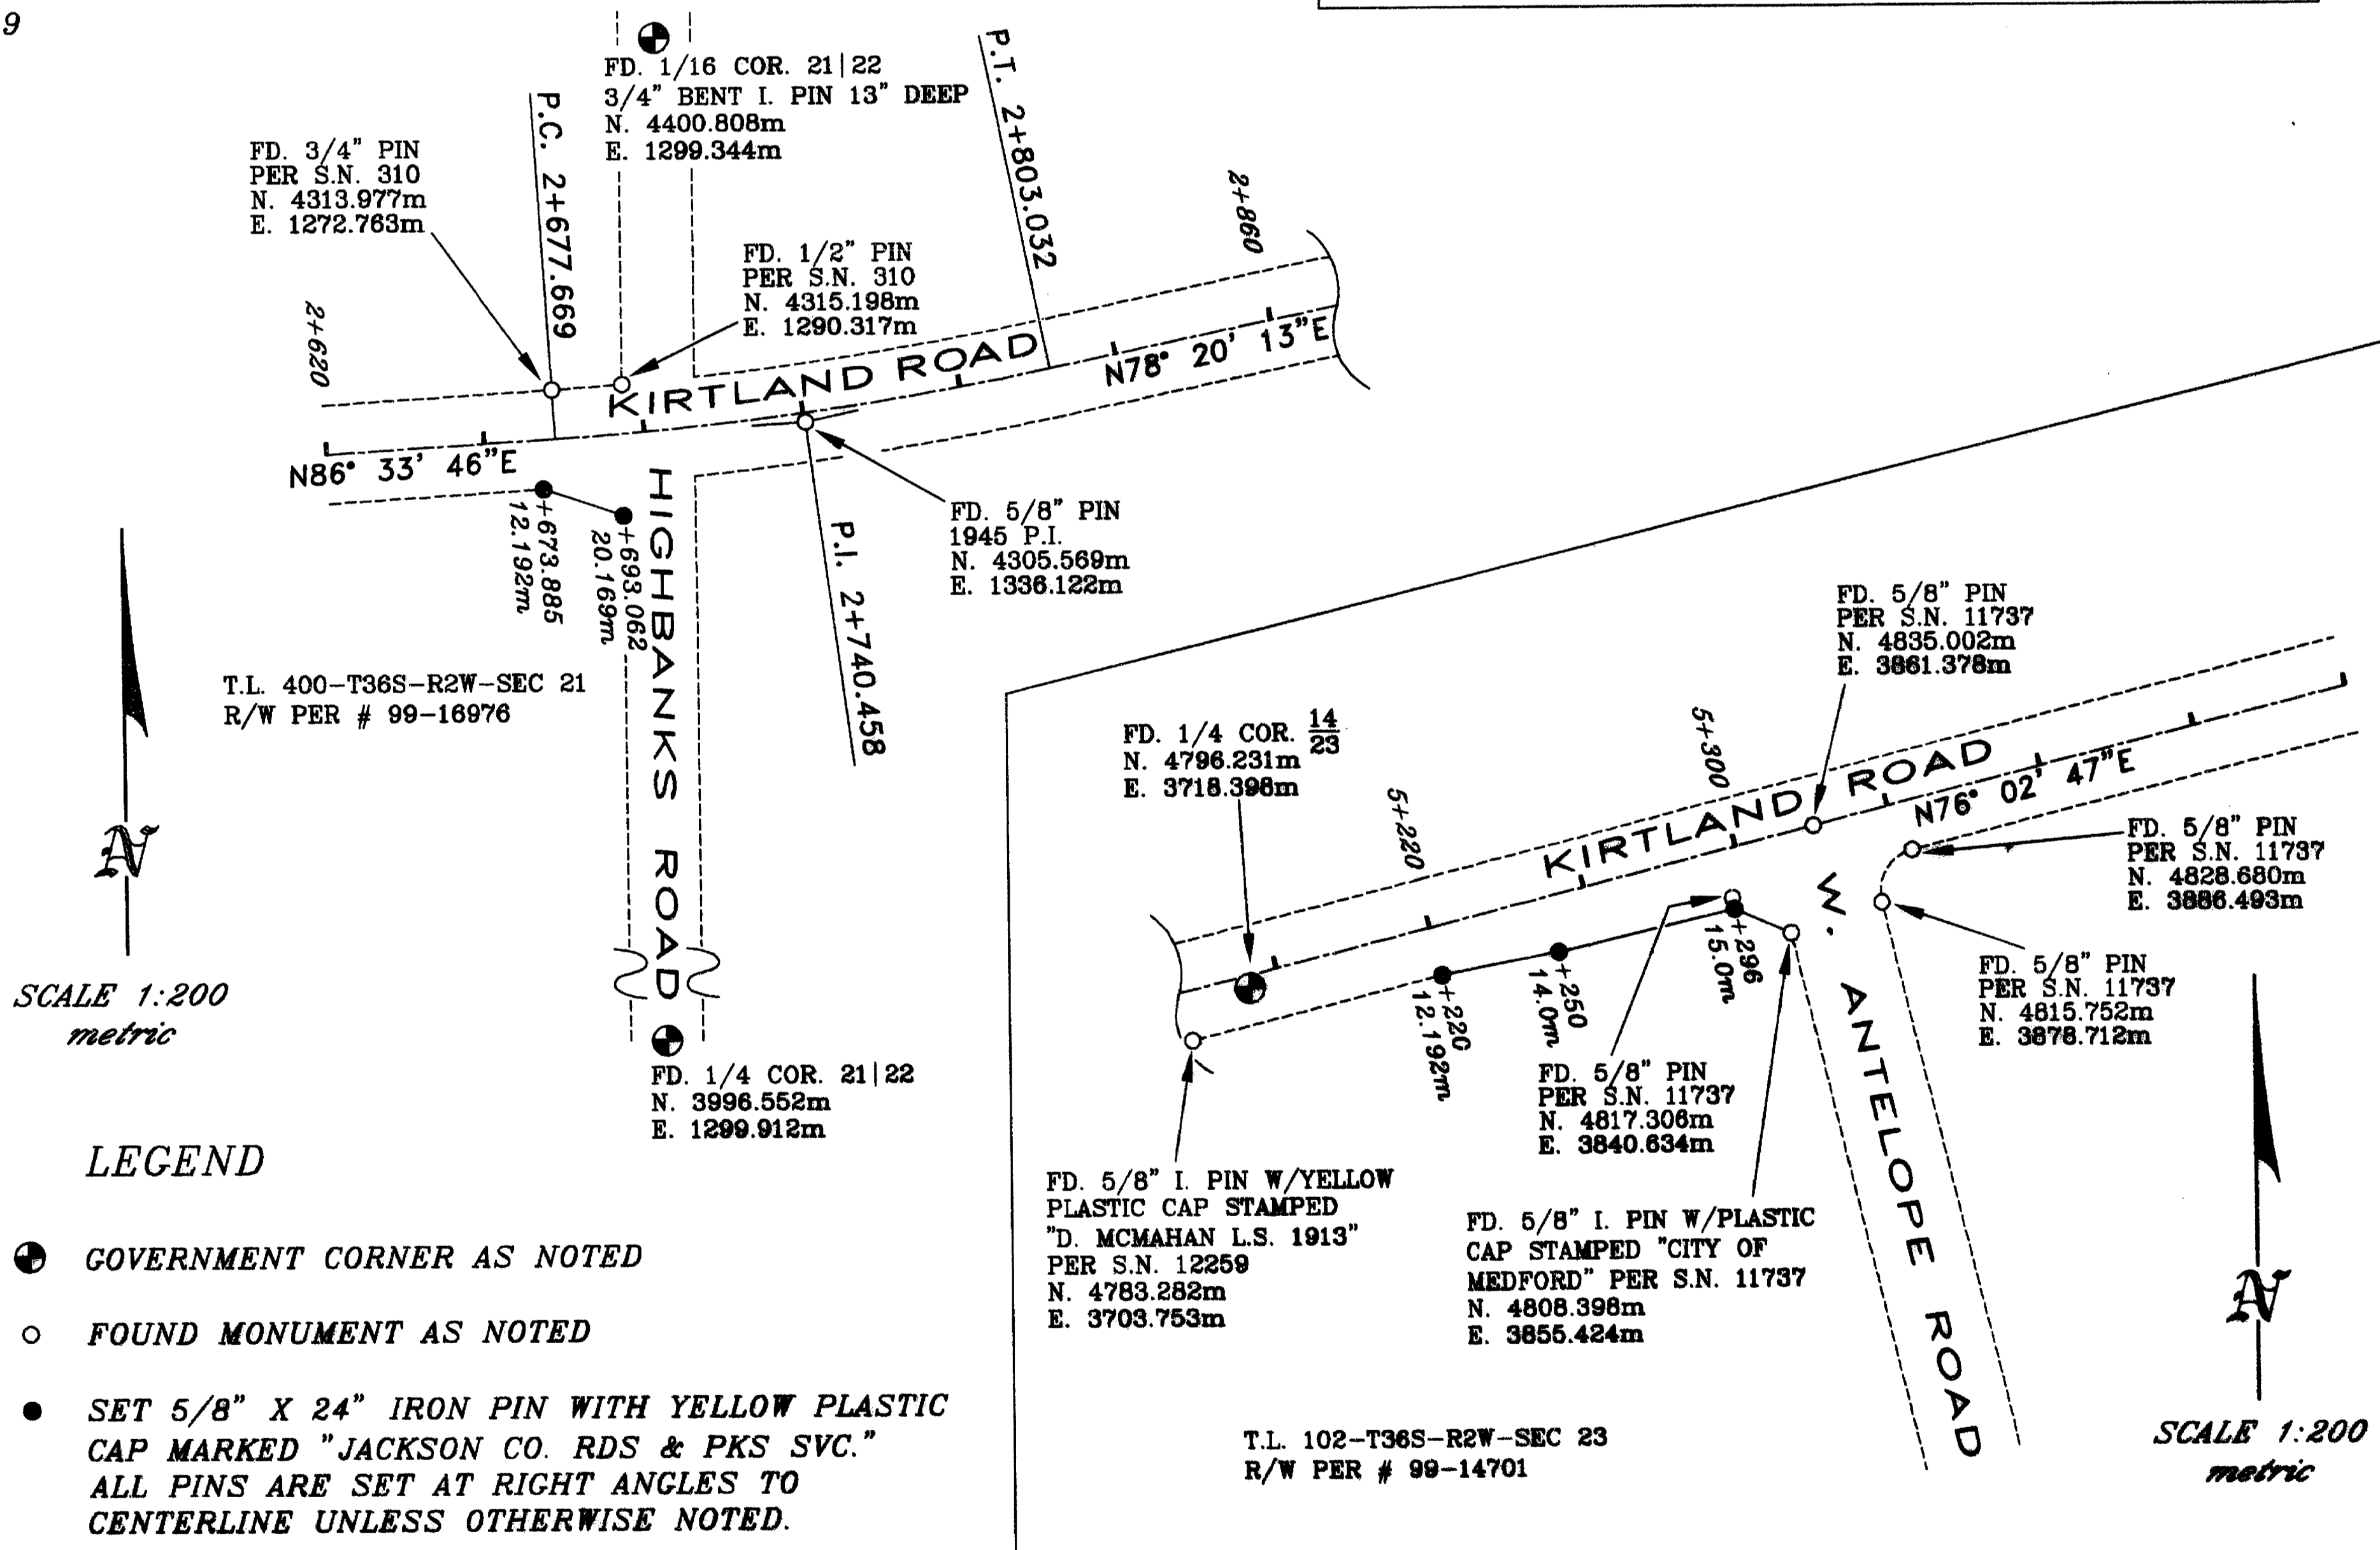 9
FD. 1/16 COR. 21|22
3/4" BENT I. PIN 13" DEEP
N. 4400.808m
E. 1299.344m
P.C. 2+677.669
P.T. 2+803.032
FD. 3/4" PIN
PER S.N. 310
N. 4313.977m
E. 1272.763m
FD. 1/2" PIN
PER S.N. 310
N. 4315.198m
E. 1290.317m
2+620
2+860
KIRTLAND ROAD
N78° 20' 13"E
N86° 33' 46"E
+673.885
12.192m
+693.062
20.169m
HIGHBANKS ROAD
P.I. 2+740.458
FD. 5/8" PIN
1945 P.I.
N. 4305.569m
E. 1336.122m
T.L. 400-T36S-R2W-SEC 21
R/W PER # 99-16976
N
SCALE 1:200
metric
FD. 1/4 COR. 21|22
N. 3996.552m
E. 1299.912m
LEGEND
GOVERNMENT CORNER AS NOTED
FOUND MONUMENT AS NOTED
SET 5/8" X 24" IRON PIN WITH YELLOW PLASTIC
CAP MARKED "JACKSON CO. RDS & PKS SVC."
ALL PINS ARE SET AT RIGHT ANGLES TO
CENTERLINE UNLESS OTHERWISE NOTED.
FD. 5/8" PIN
PER S.N. 11737
N. 4835.002m
E. 3861.378m
FD. 1/4 COR. 14/23
N. 4796.231m
E. 3718.398m
5+220
5+300
KIRTLAND ROAD
N76° 02' 47"E
FD. 5/8" PIN
PER S.N. 11737
N. 4828.680m
E. 3886.493m
FD. 5/8" PIN
PER S.N. 11737
N. 4815.752m
E. 3878.712m
+220
12.192m
+250
14.0m
+296
15.0m
W. ANTELOPE ROAD
FD. 5/8" PIN
PER S.N. 11737
N. 4817.306m
E. 3840.634m
FD. 5/8" I. PIN W/YELLOW
PLASTIC CAP STAMPED
"D. MCMAHAN L.S. 1913"
PER S.N. 12259
N. 4783.282m
E. 3703.753m
FD. 5/8" I. PIN W/PLASTIC
CAP STAMPED "CITY OF
MEDFORD" PER S.N. 11737
N. 4808.398m
E. 3855.424m
T.L. 102-T36S-R2W-SEC 23
R/W PER # 99-14701
N
SCALE 1:200
metric